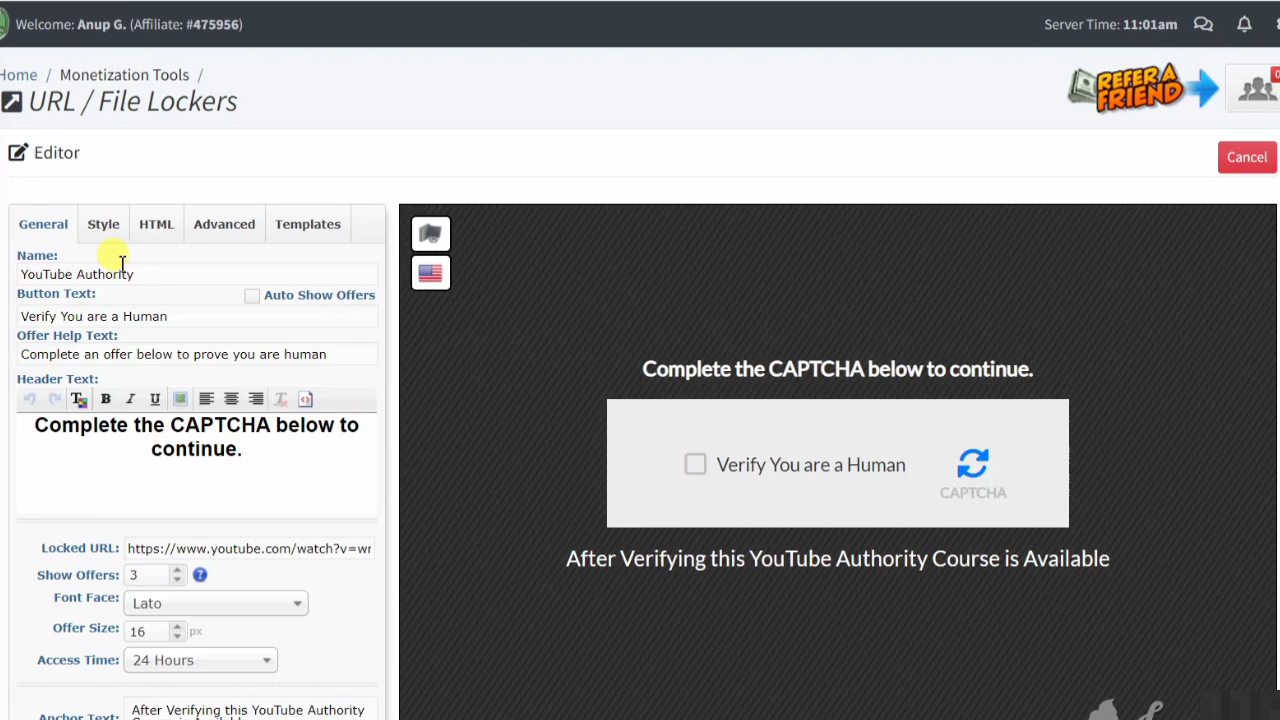 Welcome: Anup G. (Affiliate: #475956)
Server Time: 11:01am
Home / Monetization Tools /
URL / File Lockers
REFER A FRIEND
Editor
Cancel
General Style HTML Advanced Templates
Name:
YouTube Authority
Button Text:
Auto Show Offers
Verify You are a Human
Offer Help Text:
Complete an offer below to prove you are human
Header Text:
Complete the CAPTCHA below to
continue.
Locked URL: https://www.youtube.com/watch?v=wr
Show Offers: 3
Font Face: Lato
Offer Size: 16 px
Access Time: 24 Hours
Anchor Text: After Verifying this YouTube Authority
Complete the CAPTCHA below to continue.
Verify You are a Human
CAPTCHA
After Verifying this YouTube Authority Course is Available